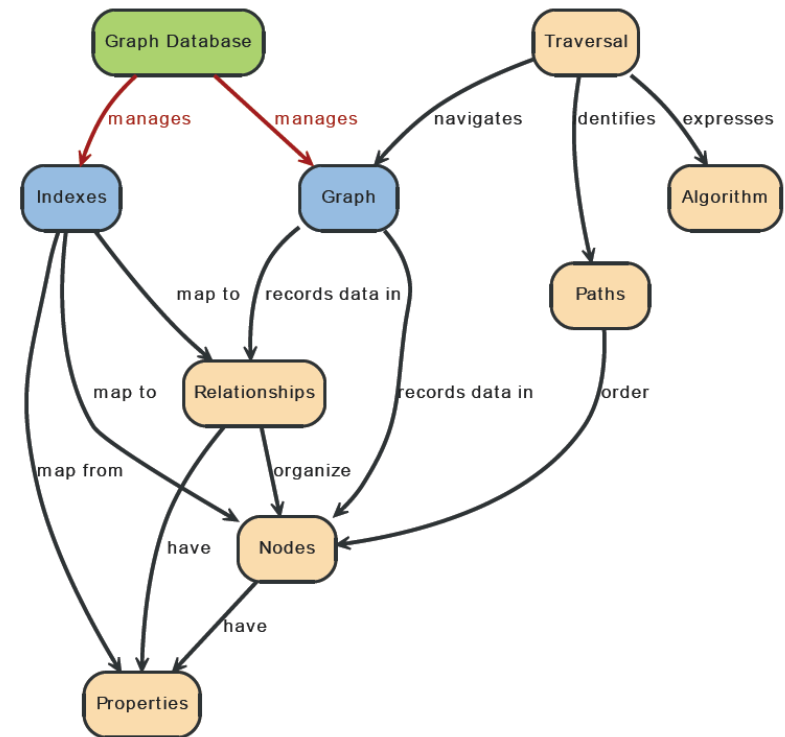 Graph Database
Traversal
manages
manages
navigates
dentifies
expresses
Indexes
Graph
Algorithm
map to
records data in
Paths
Relationships
map to
records data in
order
map from
organize
have
Nodes
have
Properties